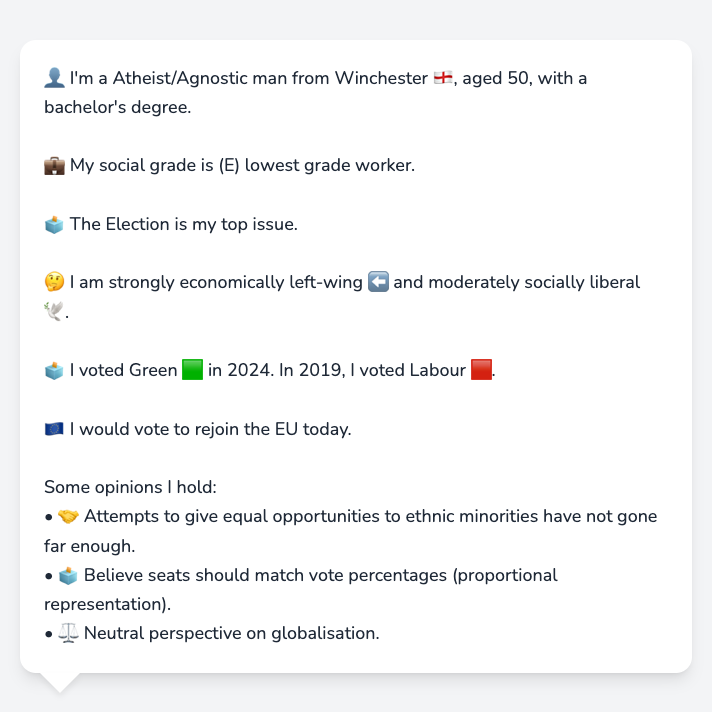 👤 I'm a Atheist/Agnostic man from Winchester 🏴󠁧󠁢󠁥󠁮󠁧󠁿, aged 50, with a
bachelor's degree.
💼 My social grade is (E) lowest grade worker.
🗳️ The Election is my top issue.
🤔 I am strongly economically left-wing ⬅️ and moderately socially liberal
🕊️.
🗳️ I voted Green 🟩 in 2024. In 2019, I voted Labour 🟥.
🇪🇺 I would vote to rejoin the EU today.
Some opinions I hold:
• 🤝 Attempts to give equal opportunities to ethnic minorities have not gone
far enough.
• 🗳️ Believe seats should match vote percentages (proportional
representation).
• ⚖️ Neutral perspective on globalisation.